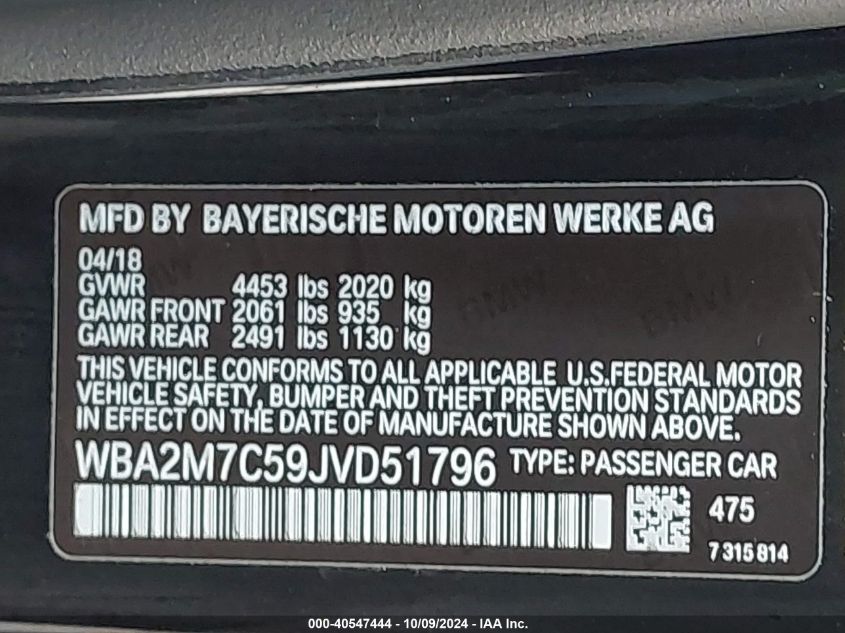 MFD BY BAYERISCHE MOTOREN WERKE AG
04/18
GVWR 4453 lbs 2020 kg
GAWR FRONT 2061 lbs 935 kg
GAWR REAR 2491 lbs 1130 kg
THIS VEHICLE CONFORMS TO ALL APPLICABLE U.S.FEDERAL MOTOR
VEHICLE SAFETY, BUMPER AND THEFT PREVENTION STANDARDS
IN EFFECT ON THE DATE OF MANUFACTURE SHOWN ABOVE.
WBA2M7C59JVD51796 TYPE: PASSENGER CAR
475
7 315 814
000-40547444 - 10/09/2024 - IAA Inc.